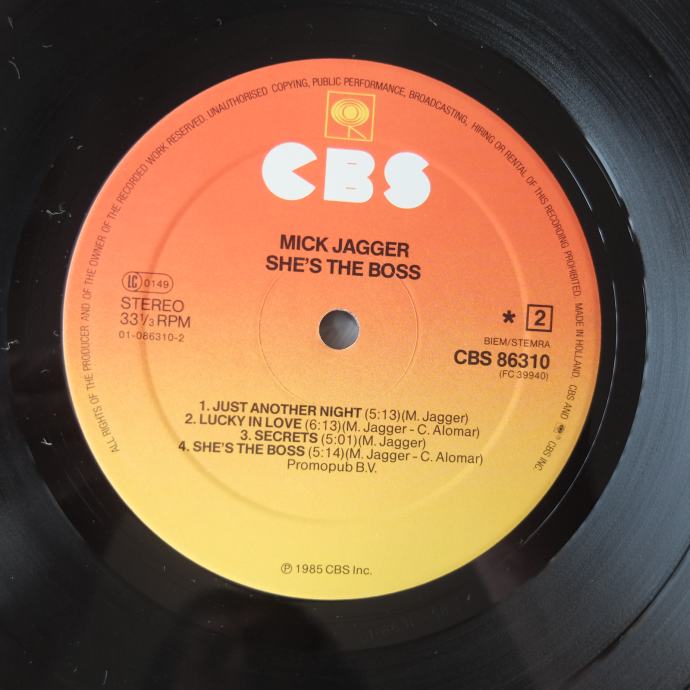 ALL RIGHTS OF THE PRODUCER AND OF THE OWNER OF THE RECORDED WORK RESERVED. UNAUTHORISED COPYING, PUBLIC PERFORMANCE, BROADCASTING, HIRING OR RENTAL OF THIS RECORDING PROHIBITED. MADE IN HOLLAND. CBS AND ARE ® CBS INC.
CBS
MICK JAGGER
SHE'S THE BOSS
LC 0149
STEREO
33⅓ RPM
01-086310-2
* 2
BIEM/STEMRA
CBS 86310
(FC 39940)
1. JUST ANOTHER NIGHT (5:13)(M. Jagger)
2. LUCKY IN LOVE (6:13)(M. Jagger - C. Alomar)
3. SECRETS (5:01)(M. Jagger)
4. SHE'S THE BOSS (5:14)(M. Jagger - C. Alomar)
Promopub B.V.
℗ 1985 CBS Inc.